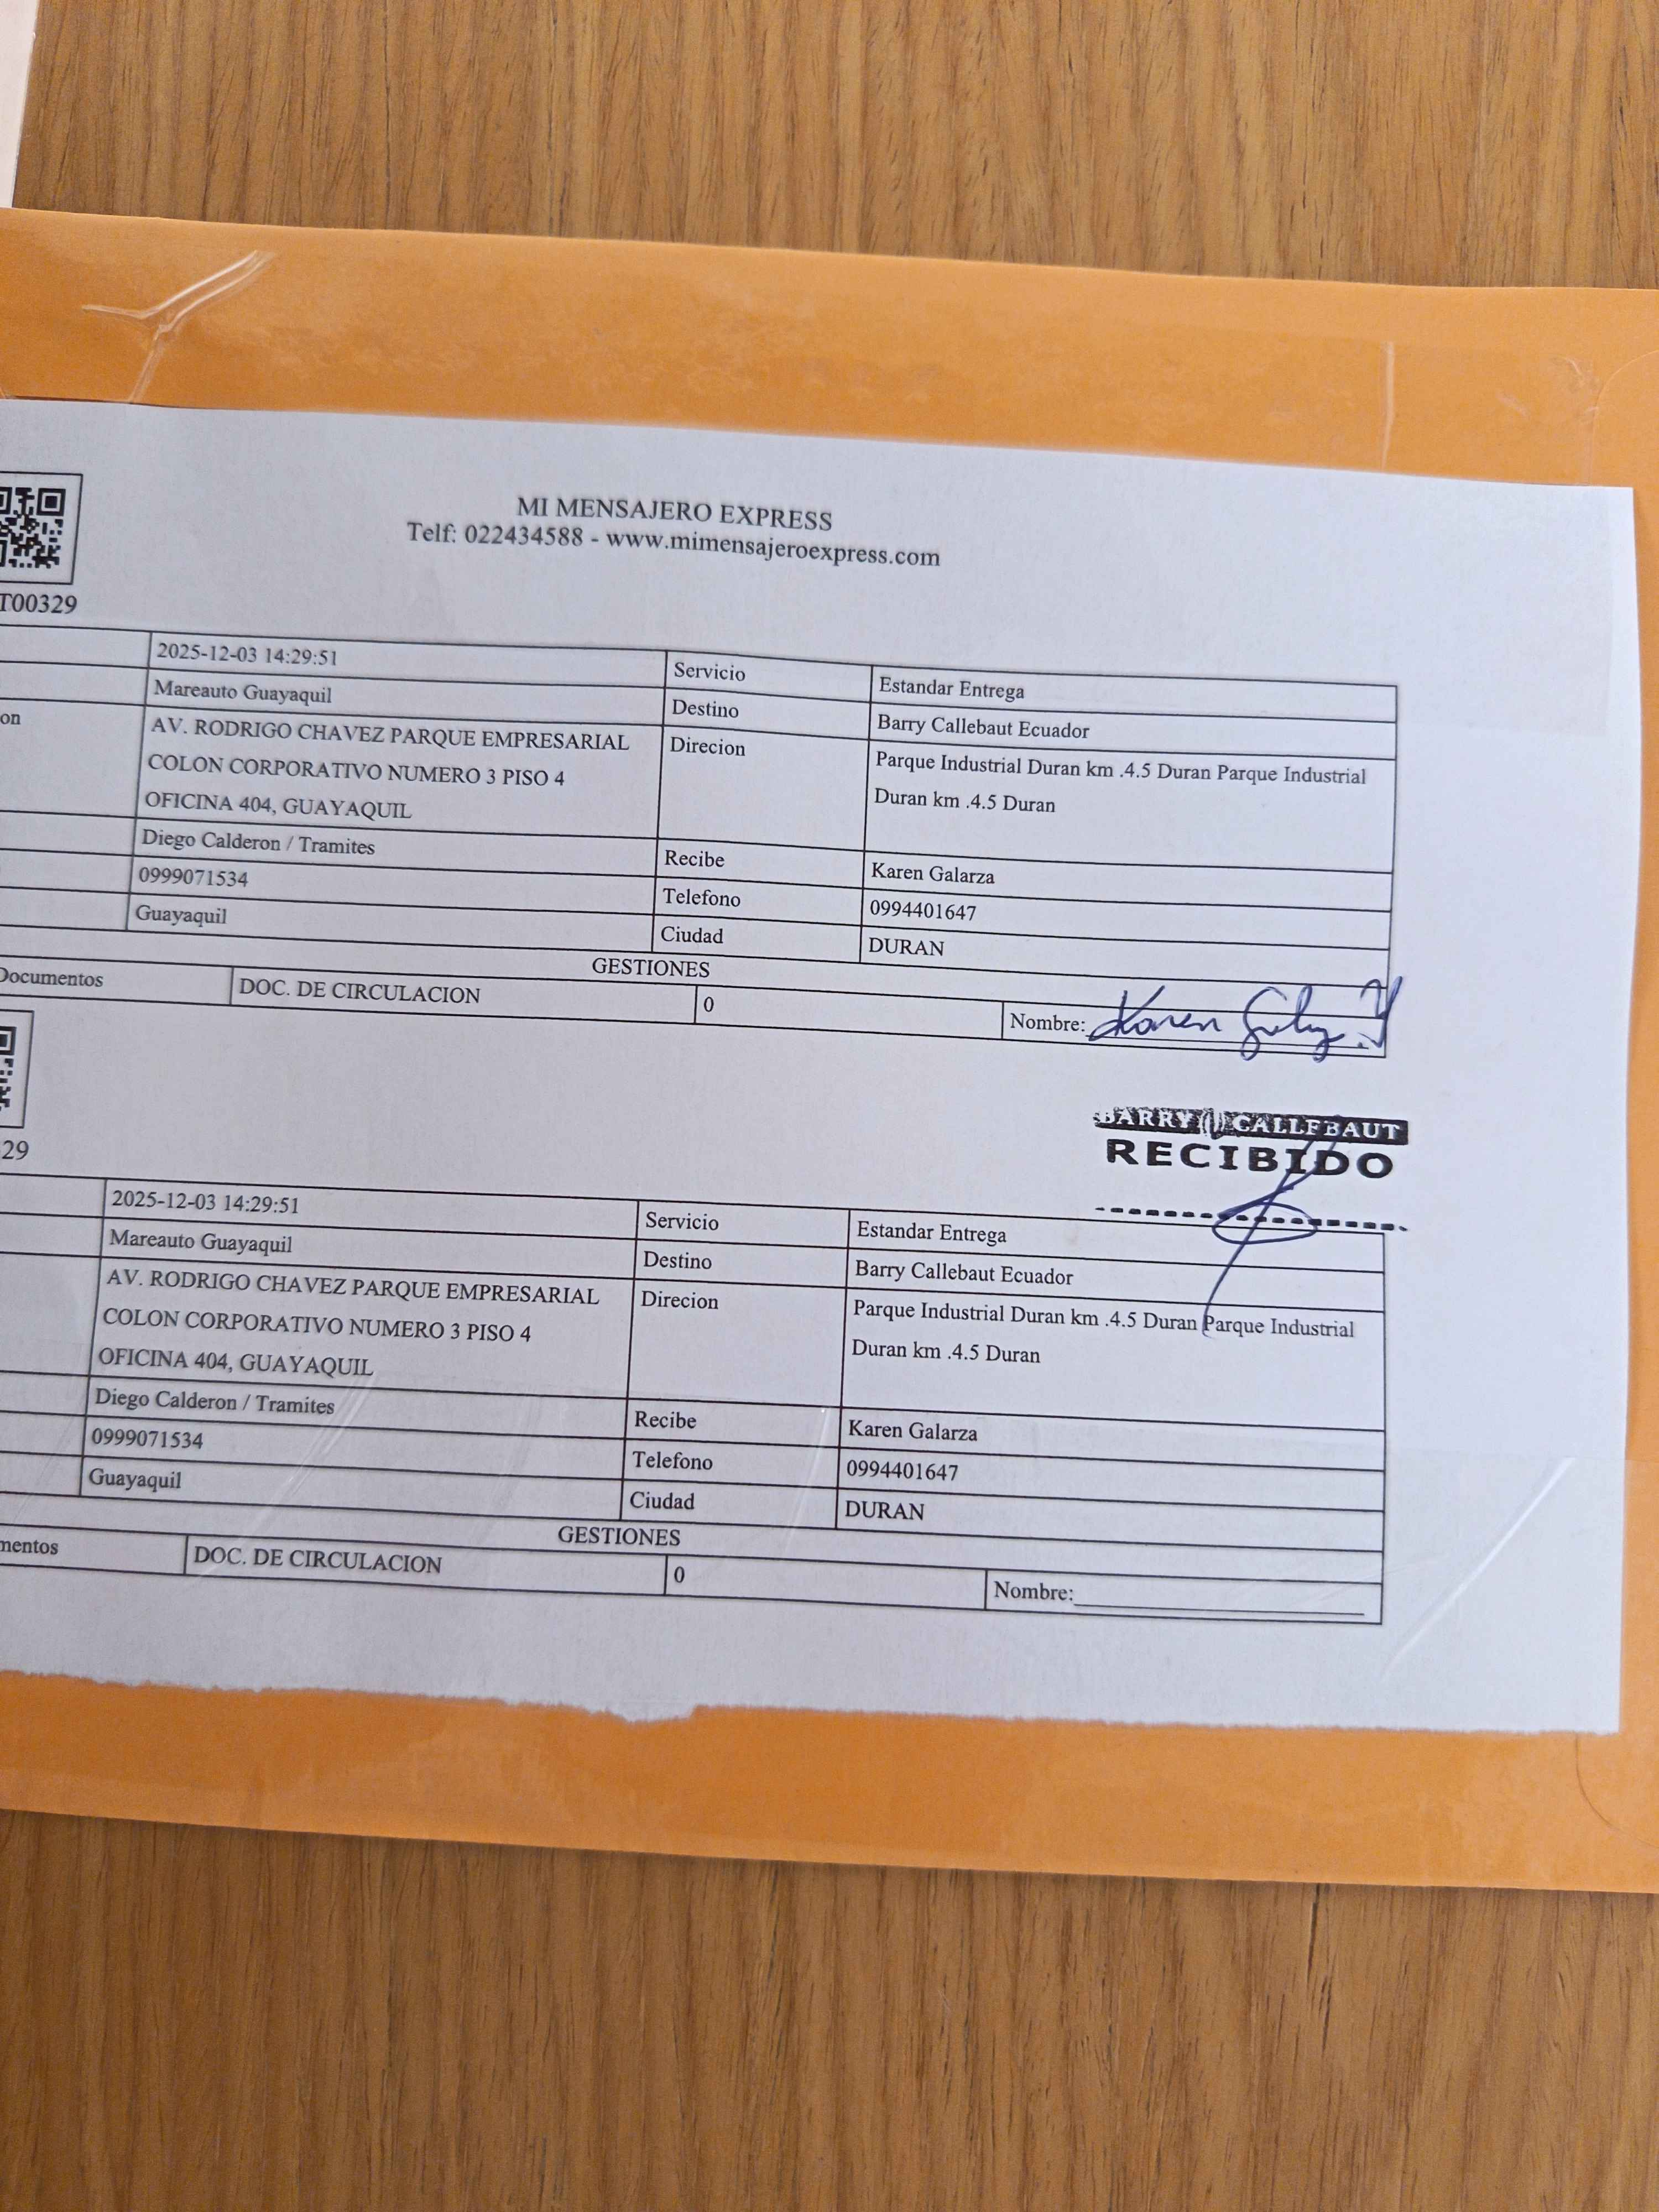 MI MENSAJERO EXPRESS
Telf: 022434588 - www.mimensajeroexpress.com
T00329
2025-12-03 14:29:51 Servicio Estandar Entrega
Mareauto Guayaquil Destino Barry Callebaut Ecuador
on AV. RODRIGO CHAVEZ PARQUE EMPRESARIAL Direcion Parque Industrial Duran km .4.5 Duran Parque Industrial
COLON CORPORATIVO NUMERO 3 PISO 4 Duran km .4.5 Duran
OFICINA 404, GUAYAQUIL
Diego Calderon / Tramites Recibe Karen Galarza
0999071534 Telefono 0994401647
Guayaquil Ciudad DURAN
GESTIONES
Documentos DOC. DE CIRCULACION 0 Nombre: Karen
BARRY CALLEBAUT
RECIBIDO
29
2025-12-03 14:29:51 Servicio Estandar Entrega
Mareauto Guayaquil Destino Barry Callebaut Ecuador
AV. RODRIGO CHAVEZ PARQUE EMPRESARIAL Direcion Parque Industrial Duran km .4.5 Duran Parque Industrial
COLON CORPORATIVO NUMERO 3 PISO 4 Duran km .4.5 Duran
OFICINA 404, GUAYAQUIL
Diego Calderon / Tramites Recibe Karen Galarza
0999071534 Telefono 0994401647
Guayaquil Ciudad DURAN
GESTIONES
mentos DOC. DE CIRCULACION 0 Nombre: